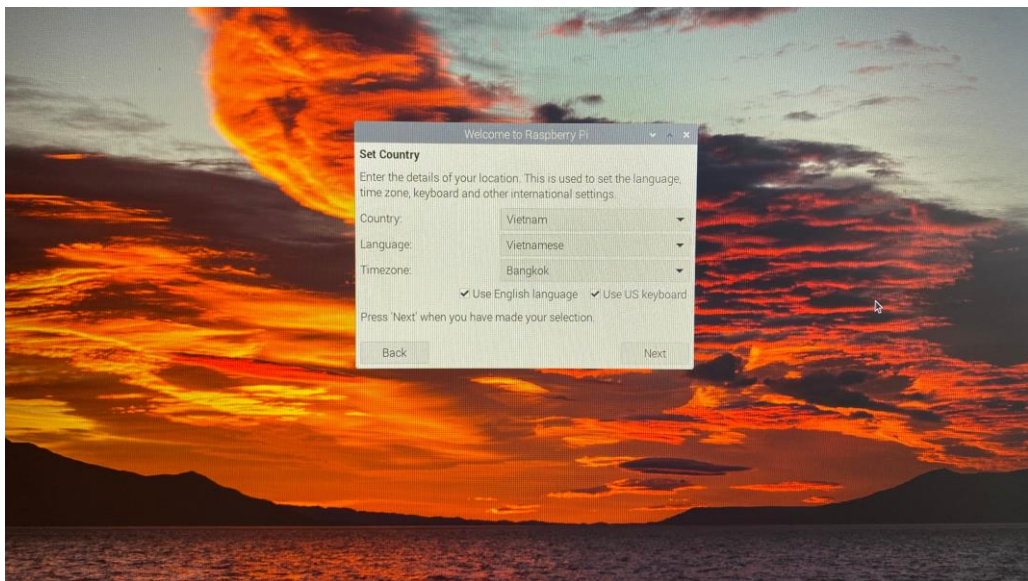 Welcome to Raspberry Pi
Set Country
Enter the details of your location. This is used to set the language,
time zone, keyboard and other international settings.
Country: Vietnam
Language: Vietnamese
Timezone: Bangkok
Use English language Use US keyboard
Press 'Next' when you have made your selection.
Back Next